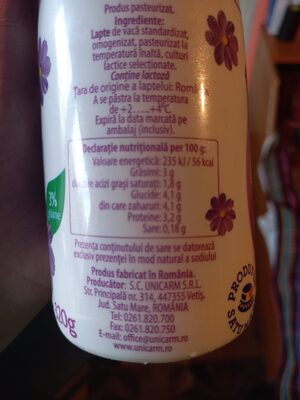 Produs pasteurizat.
Ingrediente:
Lapte de vacă standardizat,
omogenizat, pasteurizat la
temperatură înaltă, culturi
lactice selecționate.
Conține lactoză
Țara de origine a laptelui: România
A se păstra la temperatura
de +2.....+4°C.
Expiră la data marcată pe
ambalaj (inclusiv).
Declarație nutrițională per 100 g:
Valoare energetică: 235 kJ / 56 kcal
Grăsimi: 3 g
din care acizi grași saturați: 1,8 g
Glucide: 4,1 g
din care zaharuri: 4,1 g
Proteine: 3,2 g
Sare: 0,18 g
3%
Prezența conținutului de sare se datorează
exclusiv prezenței în mod natural a sodiului
Produs fabricat în România.
Producător: S.C. UNICARM S.R.L.
Str. Principală nr. 314, 447355 Vetiș,
Jud. Satu Mare, ROMÂNIA
Tel: 0261.820.700
Fax: 0261.820.750
E-mail: office@unicarm.ro
www.unicarm.ro
20g
PRODUS
SATU